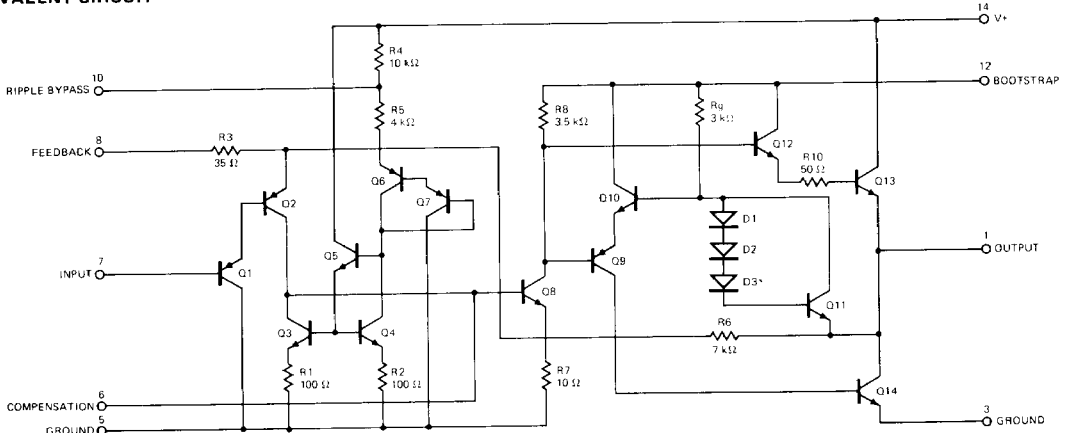 VALENT CIRCUIT
14
V+
R4
10 kΩ
10
RIPPLE BYPASS
12
BOOTSTRAP
R5
4 kΩ
R8
3.5 kΩ
R9
3 kΩ
8
FEEDBACK
R3
35 Ω
Q12
R10
50 Ω
Q6
Q7
Q13
Q2
Q10
D1
1
OUTPUT
Q5
D2
7
INPUT
Q1
Q9
D3*
Q8
Q11
Q3
Q4
R6
7 kΩ
R1
100 Ω
R2
100 Ω
R7
10 Ω
Q14
6
COMPENSATION
5
GROUND
3
GROUND